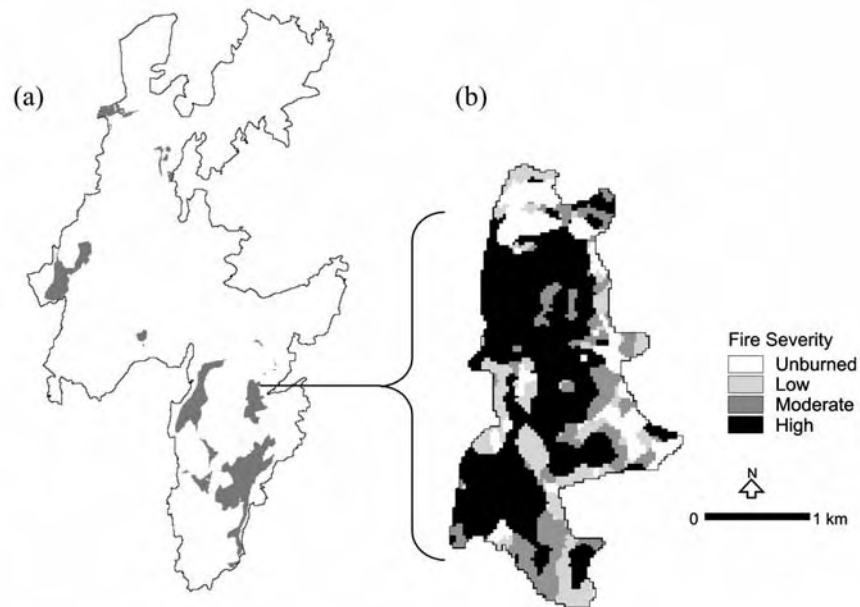 (a)
(b)
Fire Severity
Unburned
Low
Moderate
High
N
0 1 km